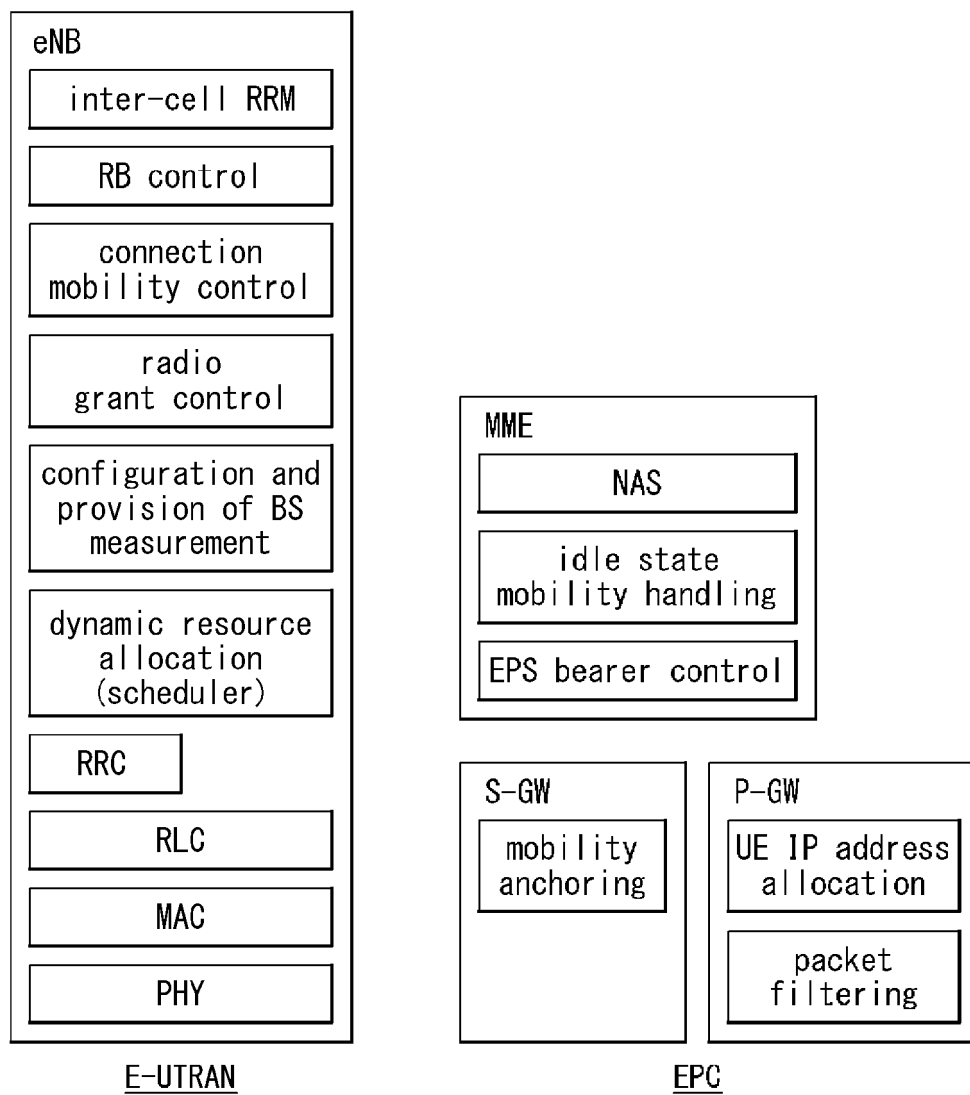 eNB
inter-cell RRM
RB control
connection
mobility control
radio
grant control
configuration and
provision of BS
measurement
dynamic resource
allocation
(scheduler)
RRC
RLC
MAC
PHY
E-UTRAN
MME
NAS
idle state
mobility handling
EPS bearer control
S-GW
mobility
anchoring
P-GW
UE IP address
allocation
packet
filtering
EPC